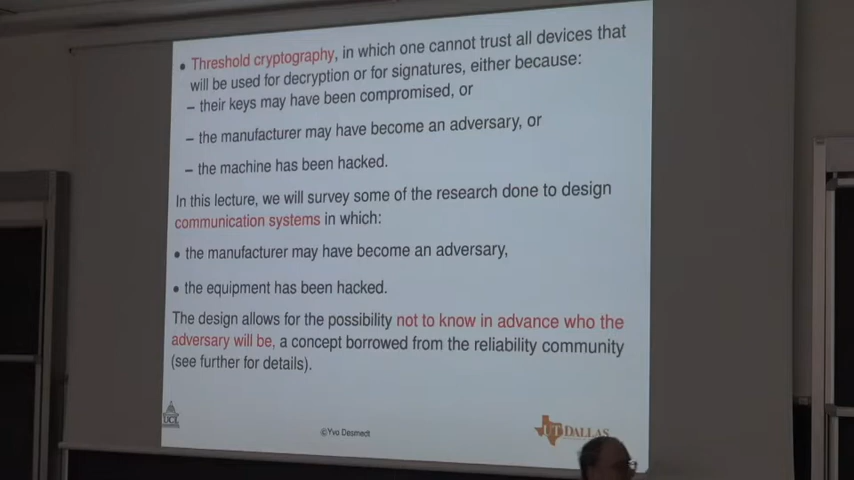 • Threshold cryptography, in which one cannot trust all devices that
will be used for decryption or for signatures, either because:
– their keys may have been compromised, or
– the manufacturer may have become an adversary, or
– the machine has been hacked.
In this lecture, we will survey some of the research done to design
communication systems in which:
• the manufacturer may have become an adversary,
• the equipment has been hacked.
The design allows for the possibility not to know in advance who the
adversary will be, a concept borrowed from the reliability community
(see further for details).
UCL
©Yvo Desmedt
UT DALLAS